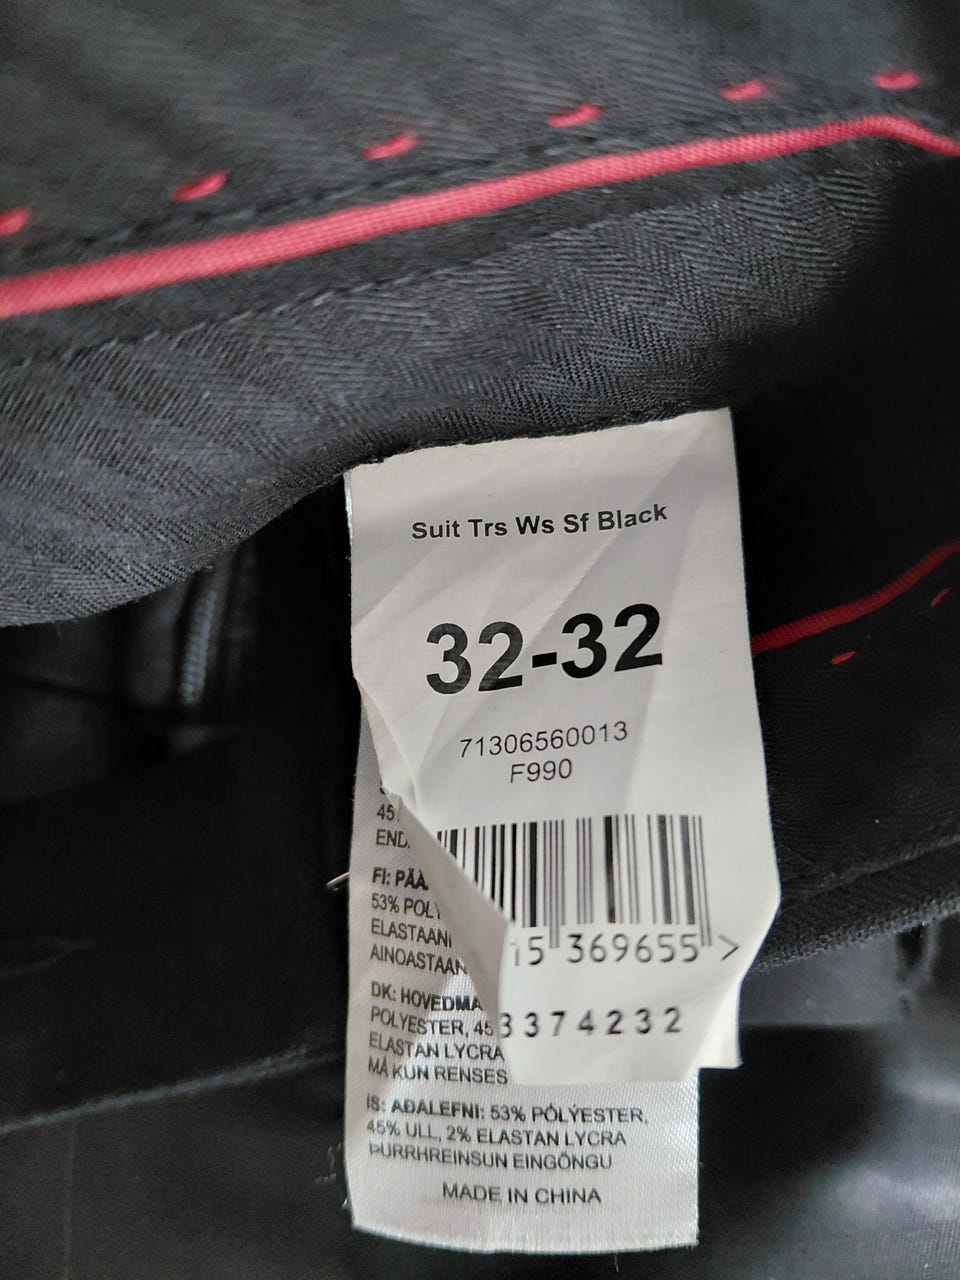 Suit Trs Ws Sf Black
32-32
71306560013
F990
15 369655 >
3374232
45
END.
FI: PÄÄ
53% POLY
ELASTAANI
AINOASTAAN
DK: HOVEDMA
POLYESTER, 45
ELASTAN LYCRA
MÅ KUN RENSES
IS: AÐALEFNI: 53% PÓLÝESTER,
45% ULL, 2% ELASTAN LYCRA
ÞURRHREINSUN EINGÖNGU
MADE IN CHINA